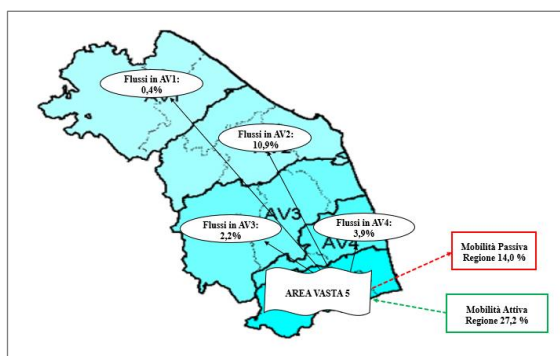 Flussi in AV1:
0,4%
Flussi in AV2:
10,9%
AV3
Flussi in AV3:
2,2%
Flussi in AV4:
3,9%
AV4
AREA VASTA 5
Mobilità Passiva
Regione 14,0 %
Mobilità Attiva
Regione 27,2 %